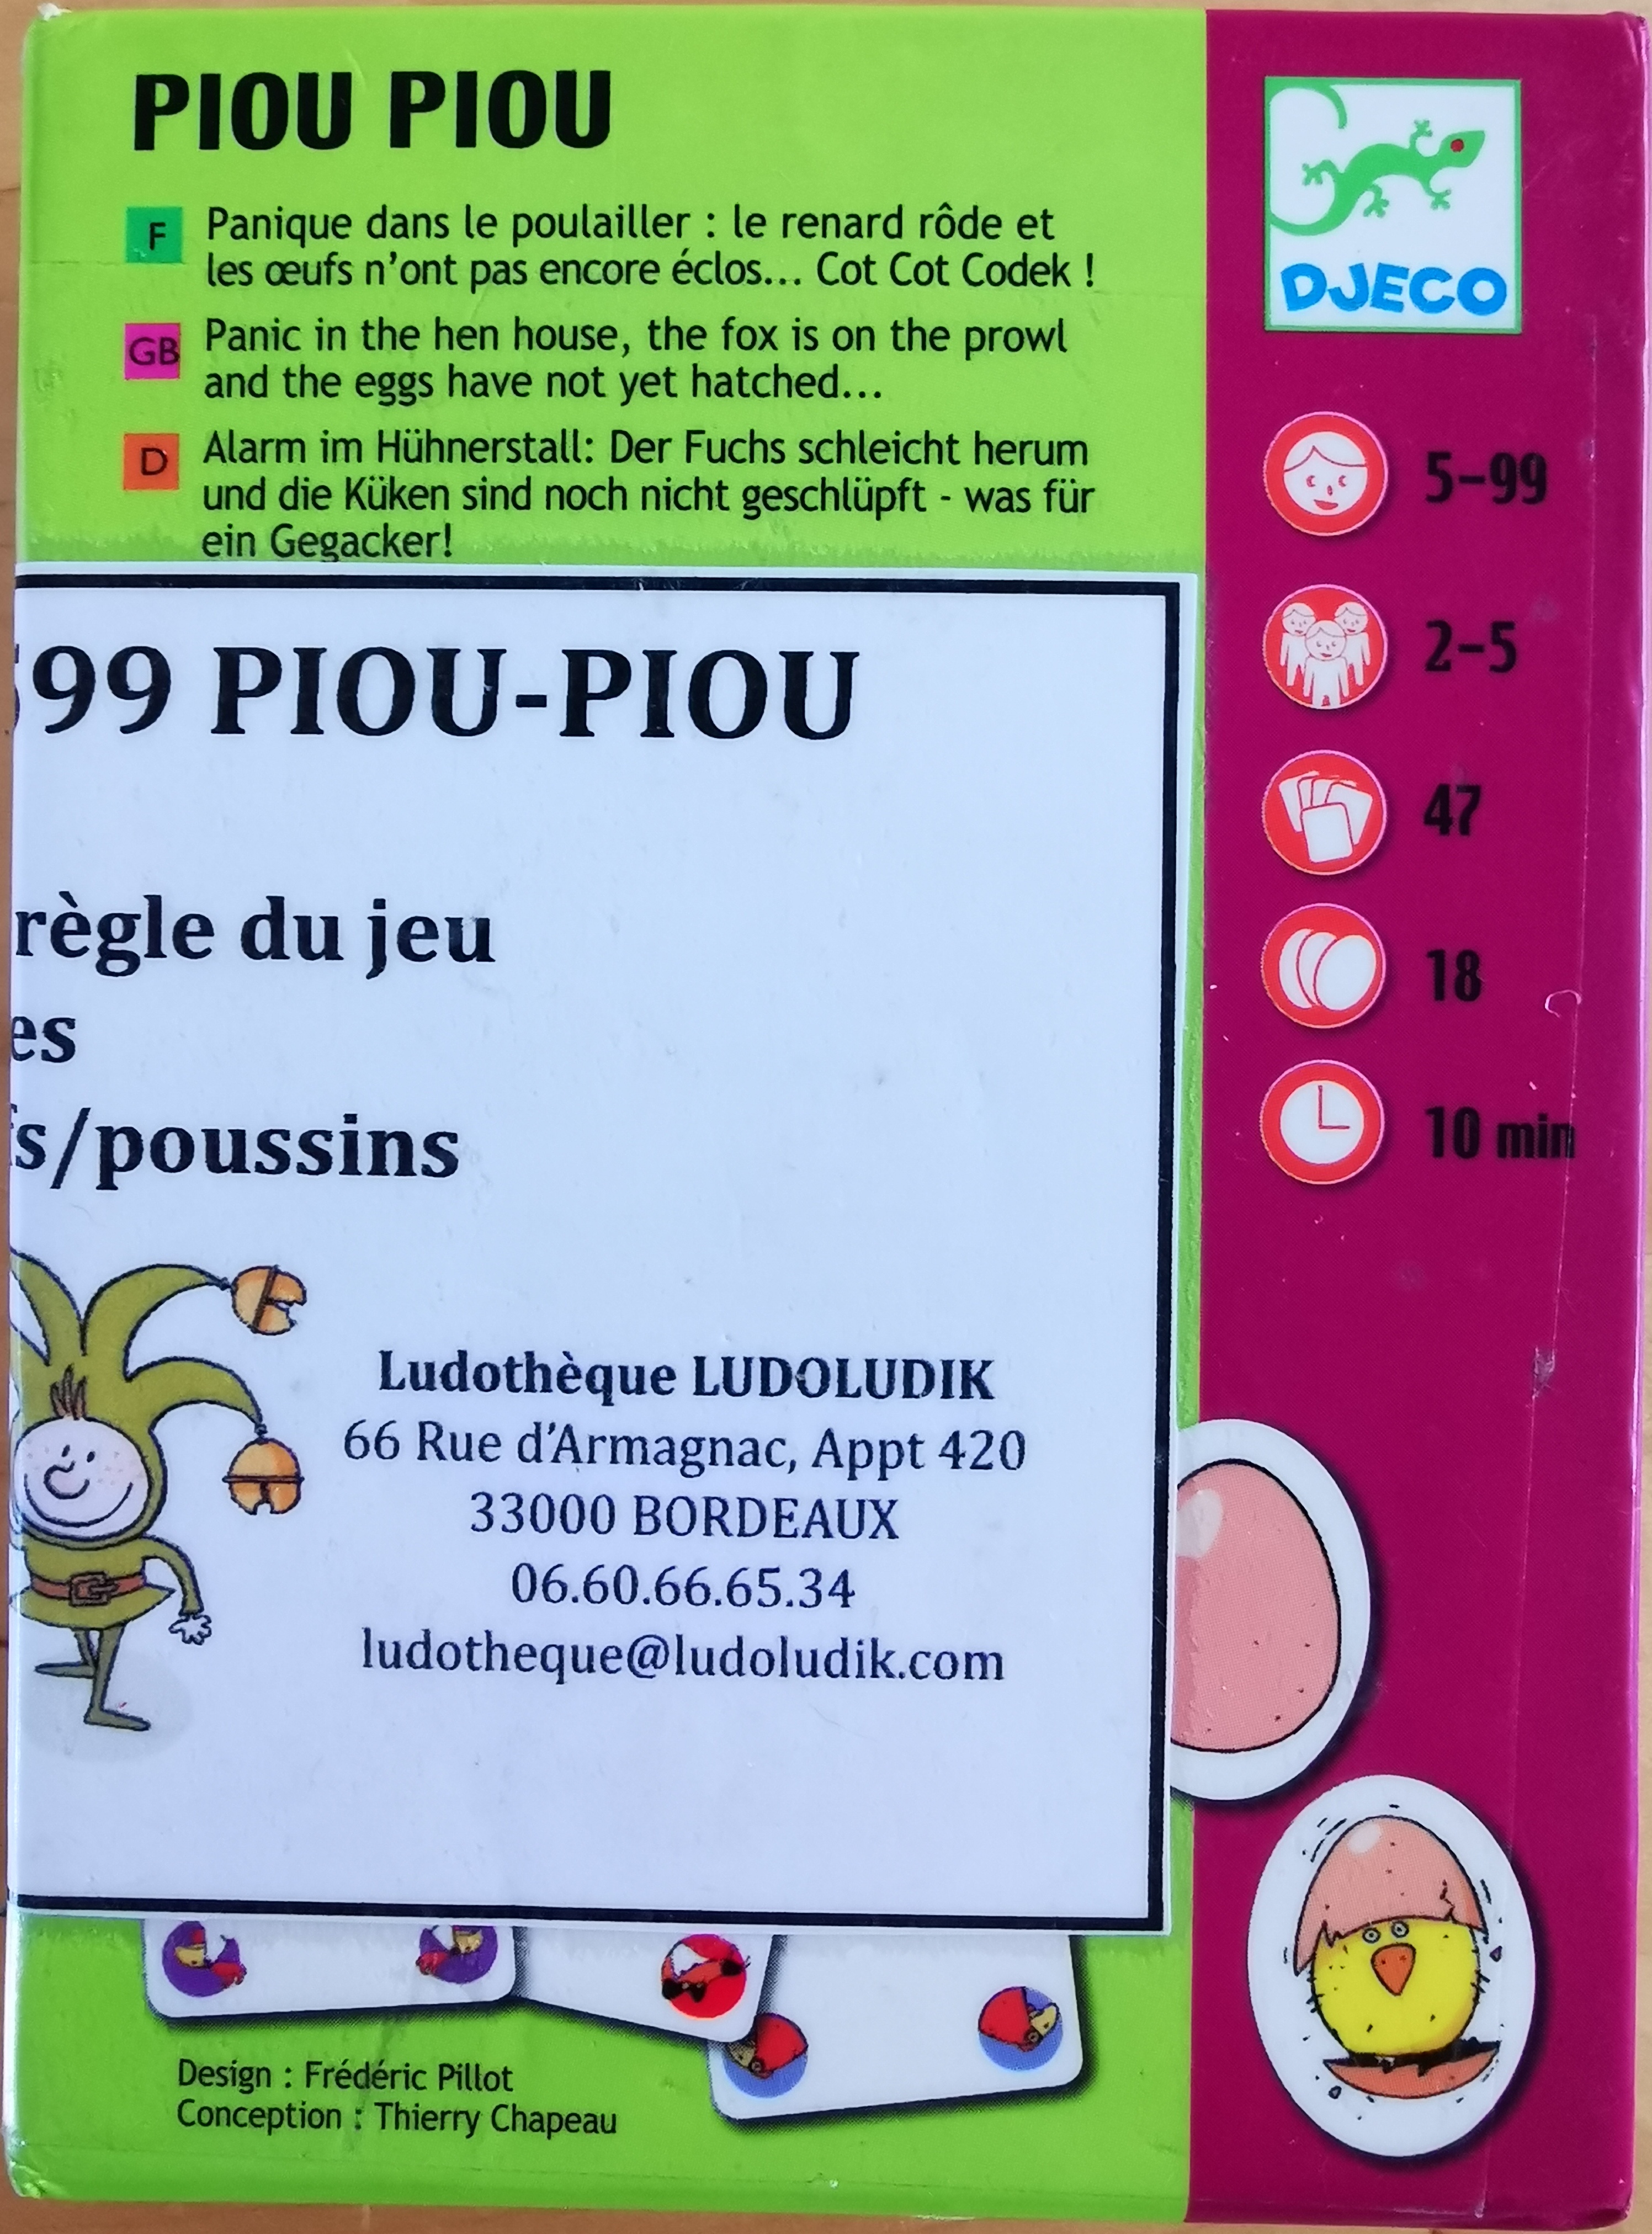 PIOU PIOU
F
Panique dans le poulailler : le renard rôde et
les œufs n'ont pas encore éclos... Cot Cot Codek !
GB
Panic in the hen house, the fox is on the prowl
and the eggs have not yet hatched...
D
Alarm im Hühnerstall: Der Fuchs schleicht herum
und die Küken sind noch nicht geschlüpft - was für
ein Gegacker!
99 PIOU-PIOU
règle du jeu
es
s/poussins
Ludothèque LUDOLUDIK
66 Rue d'Armagnac, Appt 420
33000 BORDEAUX
06.60.66.65.34
ludotheque@ludoludik.com
Design : Frédéric Pillot
Conception : Thierry Chapeau
DJECO
5-99
2-5
47
18
10 min